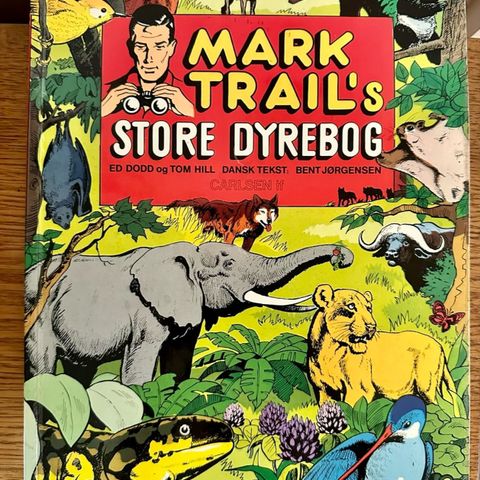 MARK
TRAIL's
STORE DYREBOG
ED DODD og TOM HILL DANSK TEKST: BENT JØRGENSEN
CARLSEN if